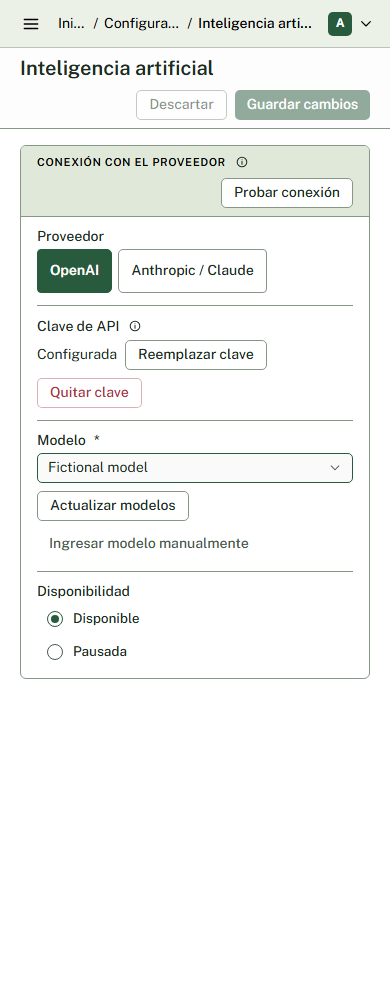 Ini... / Configura... / Inteligencia arti... A
Inteligencia artificial
Descartar Guardar cambios
CONEXIÓN CON EL PROVEEDOR
Probar conexión
Proveedor
OpenAI Anthropic / Claude
Clave de API
Configurada Reemplazar clave
Quitar clave
Modelo *
Fictional model
Actualizar modelos
Ingresar modelo manualmente
Disponibilidad
Disponible
Pausada